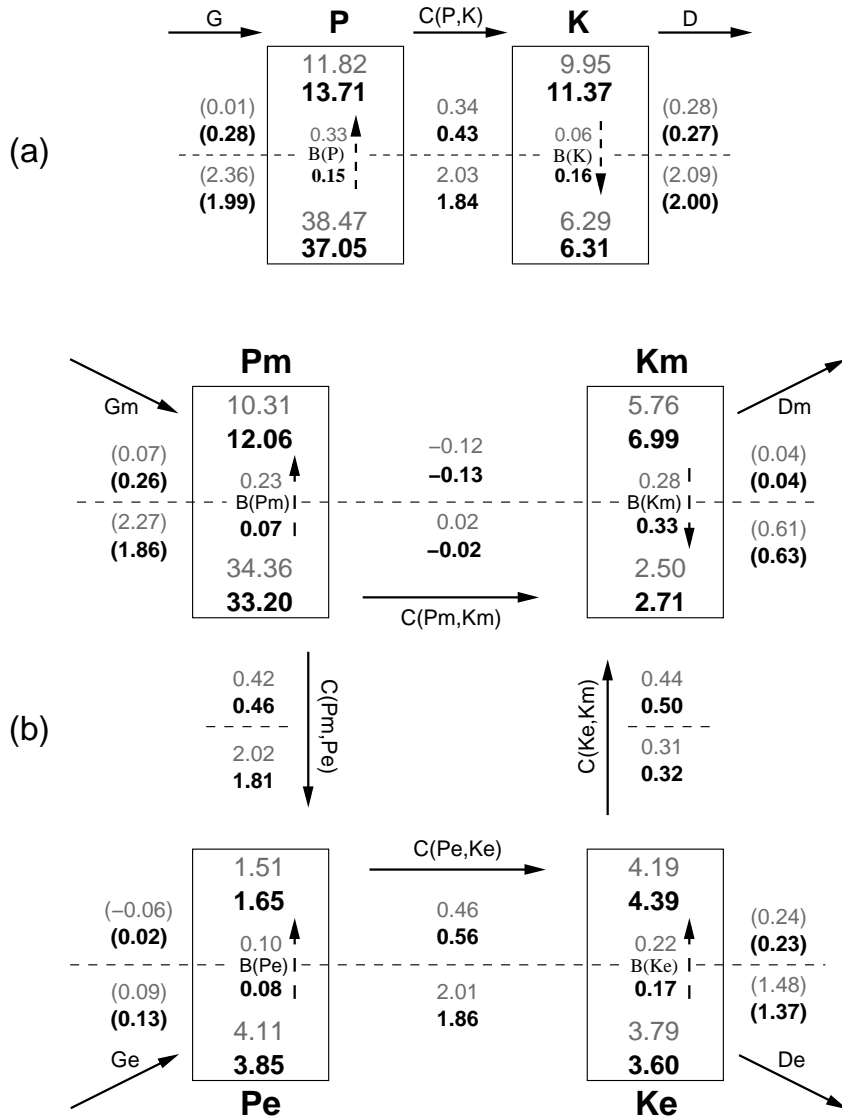 G P C(P,K) K D
11.82 9.95
13.71 11.37
(0.01) 0.34 (0.28)
(0.28) 0.43 (0.27)
(a)
0.33 0.06
B(P) B(K)
0.15 0.16
(2.36) 2.03 (2.09)
(1.99) 1.84 (2.00)
38.47 6.29
37.05 6.31
Pm Km
Gm 10.31 5.76 Dm
12.06 6.99
(0.07) −0.12 (0.04)
(0.26) −0.13 (0.04)
0.23 0.28
B(Pm) B(Km)
0.07 0.33
(2.27) 0.02 (0.61)
(1.86) −0.02 (0.63)
34.36 2.50
33.20 2.71
C(Pm,Km)
0.42 0.44
0.46 0.50
C(Pm,Pe) C(Ke,Km)
(b)
2.02 0.31
1.81 0.32
C(Pe,Ke)
1.51 4.19
1.65 4.39
(−0.06) 0.46 (0.24)
(0.02) 0.56 (0.23)
0.10 0.22
B(Pe) B(Ke)
0.08 0.17
(0.09) 2.01 (1.48)
(0.13) 1.86 (1.37)
4.11 3.79
Ge 3.85 3.60 De
Pe Ke